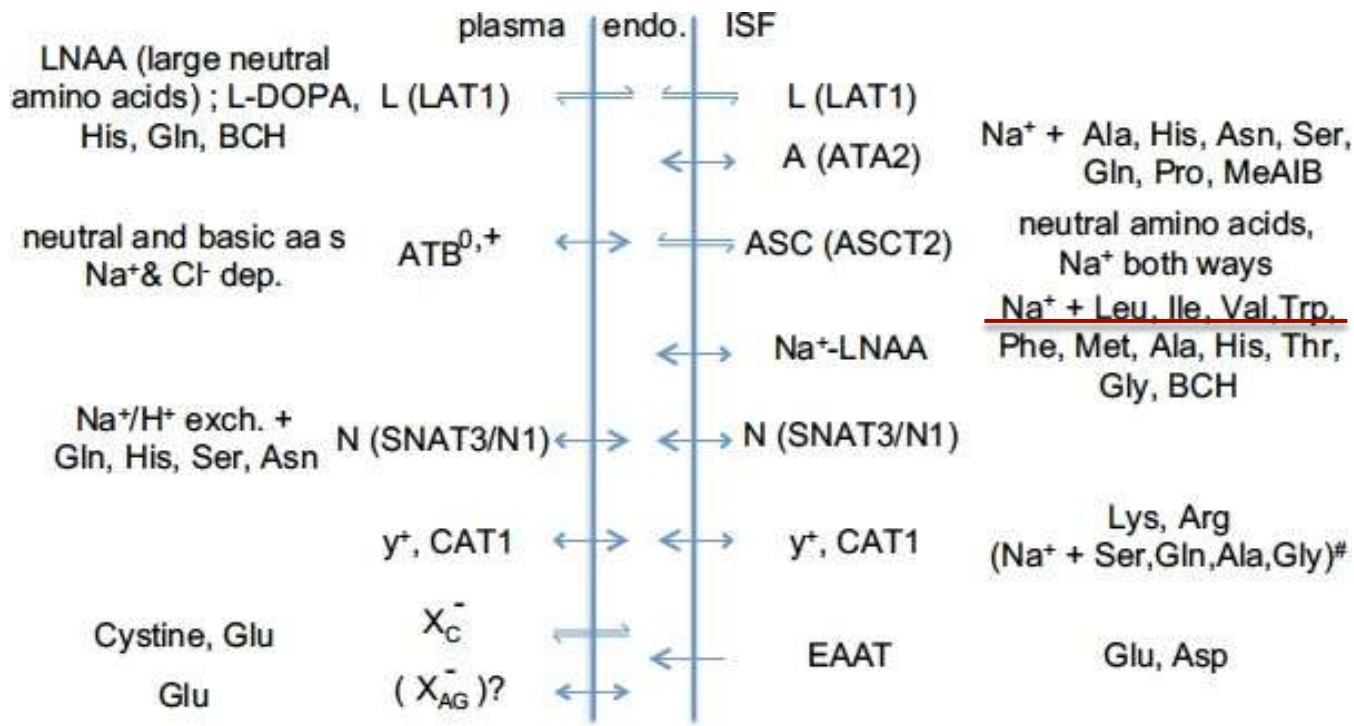 plasma endo. ISF
LNAA (large neutral
amino acids) ; L-DOPA, L (LAT1)
His, Gln, BCH
L (LAT1)
A (ATA2)
Na⁺ + Ala, His, Asn, Ser,
Gln, Pro, MeAIB
neutral and basic aa s
Na⁺& Cl⁻ dep.
ATB⁰,⁺
ASC (ASCT2)
neutral amino acids,
Na⁺ both ways
Na⁺-LNAA
Na⁺ + Leu, Ile, Val,Trp,
Phe, Met, Ala, His, Thr,
Gly, BCH
Na⁺/H⁺ exch. +
Gln, His, Ser, Asn
N (SNAT3/N1)
N (SNAT3/N1)
y⁺, CAT1
y⁺, CAT1
Lys, Arg
(Na⁺ + Ser,Gln,Ala,Gly)#
Cystine, Glu
X_C⁻
EAAT
Glu, Asp
Glu
( X_AG⁻ )?